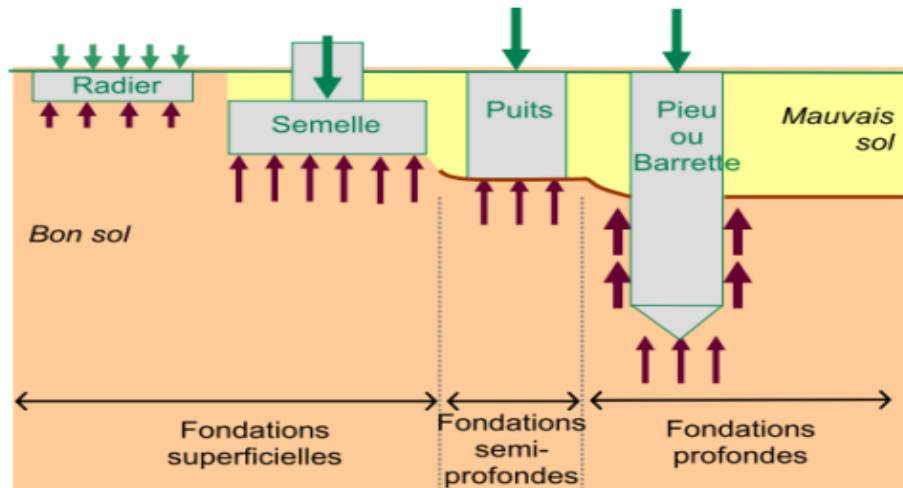 Radier
Semelle
Puits
Pieu
ou
Barrette
Mauvais
sol
Bon sol
Fondations
superficielles
Fondations
semi-
profondes
Fondations
profondes